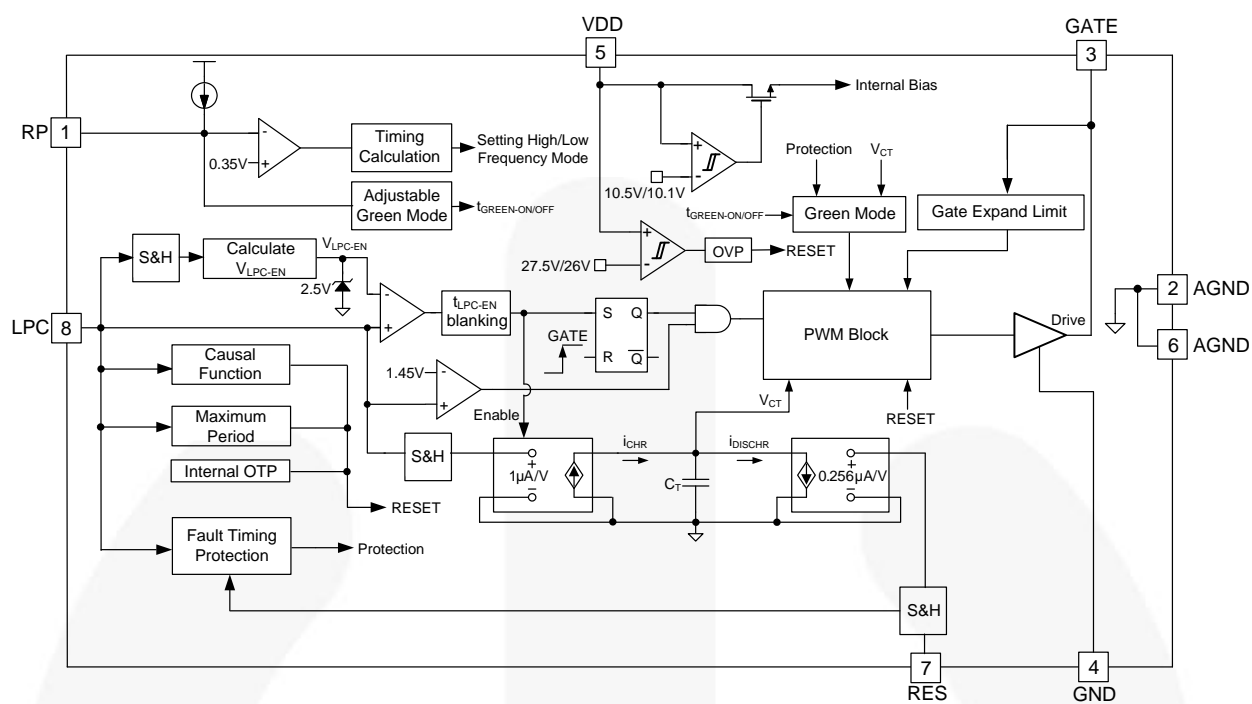 VDD
5
GATE
3
Internal Bias
RP
1
-
+
0.35V
Timing
Calculation
Setting High/Low
Frequency Mode
Adjustable
Green Mode
tGREEN-ON/OFF
+
-
10.5V/10.1V
Protection
VCT
tGREEN-ON/OFF
Green Mode
Gate Expand Limit
S&H
Calculate
VLPC-EN
VLPC-EN
2.5V
+
-
27.5V/26V
OVP
RESET
LPC
8
-
+
tLPC-EN
blanking
S
Q
R
Q
GATE
PWM Block
Drive
2
AGND
6
AGND
Causal
Function
1.45V
-
+
Maximum
Period
Enable
VCT
RESET
Internal OTP
RESET
S&H
+
1µA/V
-
iCHR
CT
iDISCHR
+
0.256µA/V
-
Fault Timing
Protection
Protection
S&H
7
RES
4
GND